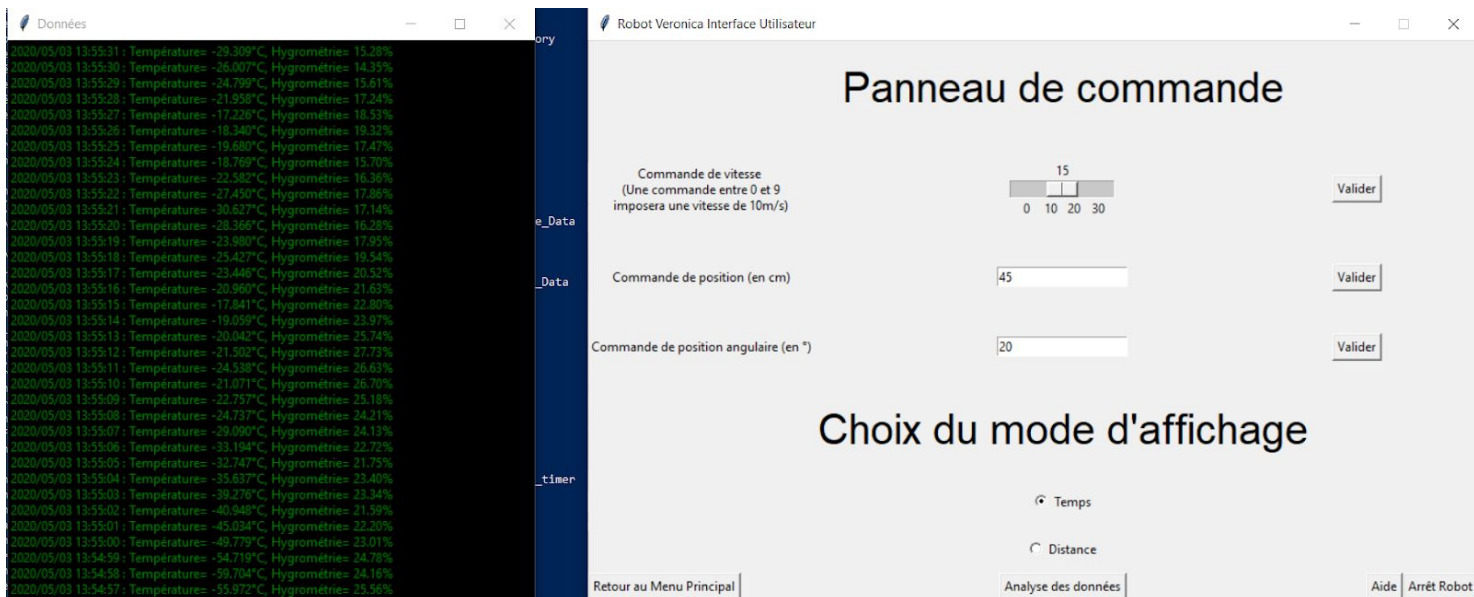 Données
2020/05/03 13:55:31 : Température= -29.309°C, Hygrométrie= 15.28%
2020/05/03 13:55:30 : Température= -26.007°C, Hygrométrie= 14.35%
2020/05/03 13:55:29 : Température= -24.799°C, Hygrométrie= 15.61%
2020/05/03 13:55:28 : Température= -21.958°C, Hygrométrie= 17.24%
2020/05/03 13:55:27 : Température= -17.226°C, Hygrométrie= 18.53%
2020/05/03 13:55:26 : Température= -18.340°C, Hygrométrie= 19.32%
2020/05/03 13:55:25 : Température= -19.680°C, Hygrométrie= 17.47%
2020/05/03 13:55:24 : Température= -18.769°C, Hygrométrie= 15.70%
2020/05/03 13:55:23 : Température= -22.582°C, Hygrométrie= 16.36%
2020/05/03 13:55:22 : Température= -27.450°C, Hygrométrie= 17.86%
2020/05/03 13:55:21 : Température= -30.627°C, Hygrométrie= 17.14%
2020/05/03 13:55:20 : Température= -28.366°C, Hygrométrie= 16.28%
2020/05/03 13:55:19 : Température= -23.980°C, Hygrométrie= 17.95%
2020/05/03 13:55:18 : Température= -25.427°C, Hygrométrie= 19.54%
2020/05/03 13:55:17 : Température= -23.446°C, Hygrométrie= 20.52%
2020/05/03 13:55:16 : Température= -20.960°C, Hygrométrie= 21.63%
2020/05/03 13:55:15 : Température= -17.841°C, Hygrométrie= 22.80%
2020/05/03 13:55:14 : Température= -19.059°C, Hygrométrie= 23.97%
2020/05/03 13:55:13 : Température= -20.042°C, Hygrométrie= 25.74%
2020/05/03 13:55:12 : Température= -21.502°C, Hygrométrie= 27.73%
2020/05/03 13:55:11 : Température= -24.538°C, Hygrométrie= 26.63%
2020/05/03 13:55:10 : Température= -21.071°C, Hygrométrie= 26.70%
2020/05/03 13:55:09 : Température= -22.757°C, Hygrométrie= 25.18%
2020/05/03 13:55:08 : Température= -24.737°C, Hygrométrie= 24.21%
2020/05/03 13:55:07 : Température= -29.090°C, Hygrométrie= 24.13%
2020/05/03 13:55:06 : Température= -33.194°C, Hygrométrie= 22.72%
2020/05/03 13:55:05 : Température= -32.747°C, Hygrométrie= 21.75%
2020/05/03 13:55:04 : Température= -35.637°C, Hygrométrie= 23.40%
2020/05/03 13:55:03 : Température= -39.276°C, Hygrométrie= 23.34%
2020/05/03 13:55:02 : Température= -40.948°C, Hygrométrie= 21.59%
2020/05/03 13:55:01 : Température= -45.034°C, Hygrométrie= 22.20%
2020/05/03 13:55:00 : Température= -49.779°C, Hygrométrie= 23.01%
2020/05/03 13:54:59 : Température= -54.719°C, Hygrométrie= 24.78%
2020/05/03 13:54:58 : Température= -59.704°C, Hygrométrie= 24.16%
2020/05/03 13:54:57 : Température= -55.972°C, Hygrométrie= 25.56%
ory
e_Data
_Data
_timer
Robot Veronica Interface Utilisateur
Panneau de commande
Commande de vitesse
(Une commande entre 0 et 9
imposera une vitesse de 10m/s)
15
0 10 20 30
Valider
Commande de position (en cm)
45
Valider
Commande de position angulaire (en °)
20
Valider
Choix du mode d'affichage
Temps
Distance
Retour au Menu Principal
Analyse des données
Aide
Arrêt Robot